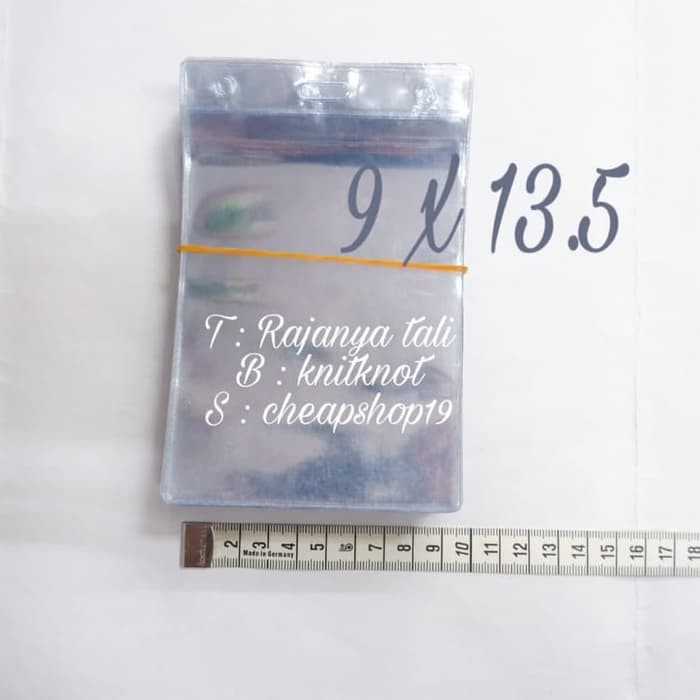 9 x 13.5
T : Rajanya tali
B : knitknot
S : cheapshop19
2 3 4 5 6 7 8 9 10 11 12 13 14 15 16 17 18
Made in Germany